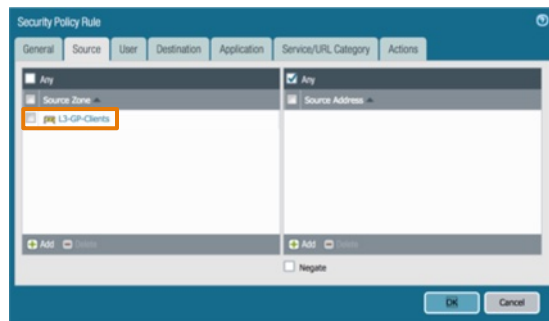 Security Policy Rule
General Source User Destination Application Service/URL Category Actions
Any Any
Source Zone Source Address
L3-GP-Clients
Add Delete Add Delete
Negate
OK Cancel